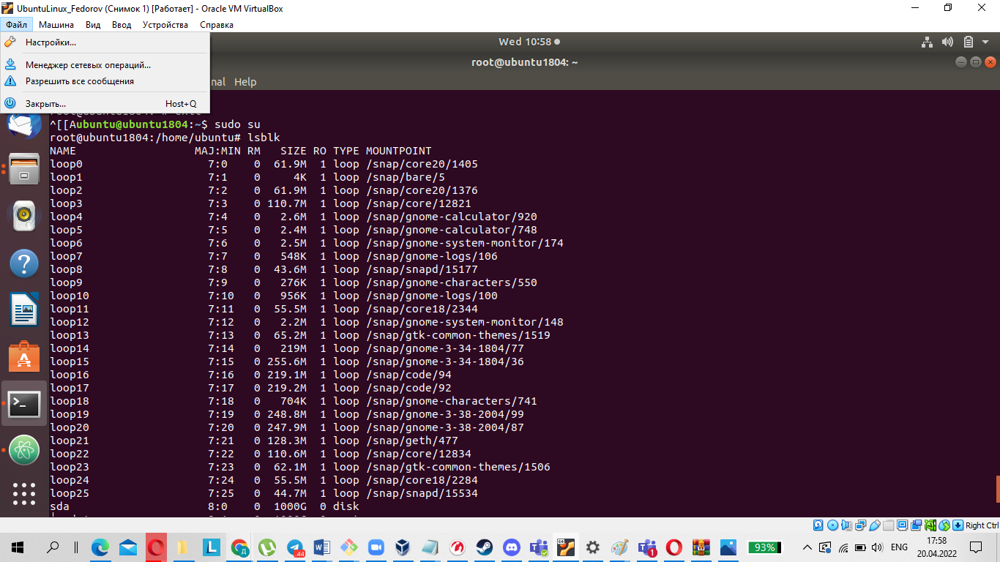 UbuntuLinux_Fedorov (Снимок 1) [Работает] - Oracle VM VirtualBox
Файл Машина Вид Ввод Устройства Справка
Настройки...
Менеджер сетевых операций...
Разрешить все сообщения
Закрыть... Host+Q
Wed 10:58
root@ubuntu1804: ~
nal Help
^[[Aubuntu@ubuntu1804:~$ sudo su
root@ubuntu1804:/home/ubuntu# lsblk
NAME MAJ:MIN RM SIZE RO TYPE MOUNTPOINT
loop0 7:0 0 61.9M 1 loop /snap/core20/1405
loop1 7:1 0 4K 1 loop /snap/bare/5
loop2 7:2 0 61.9M 1 loop /snap/core20/1376
loop3 7:3 0 110.7M 1 loop /snap/core/12821
loop4 7:4 0 2.6M 1 loop /snap/gnome-calculator/920
loop5 7:5 0 2.4M 1 loop /snap/gnome-calculator/748
loop6 7:6 0 2.5M 1 loop /snap/gnome-system-monitor/174
loop7 7:7 0 548K 1 loop /snap/gnome-logs/106
loop8 7:8 0 43.6M 1 loop /snap/snapd/15177
loop9 7:9 0 276K 1 loop /snap/gnome-characters/550
loop10 7:10 0 956K 1 loop /snap/gnome-logs/100
loop11 7:11 0 55.5M 1 loop /snap/core18/2344
loop12 7:12 0 2.2M 1 loop /snap/gnome-system-monitor/148
loop13 7:13 0 65.2M 1 loop /snap/gtk-common-themes/1519
loop14 7:14 0 219M 1 loop /snap/gnome-3-34-1804/77
loop15 7:15 0 255.6M 1 loop /snap/gnome-3-34-1804/36
loop16 7:16 0 219.1M 1 loop /snap/code/94
loop17 7:17 0 219.2M 1 loop /snap/code/92
loop18 7:18 0 704K 1 loop /snap/gnome-characters/741
loop19 7:19 0 248.8M 1 loop /snap/gnome-3-38-2004/99
loop20 7:20 0 247.9M 1 loop /snap/gnome-3-38-2004/87
loop21 7:21 0 128.3M 1 loop /snap/geth/477
loop22 7:22 0 110.6M 1 loop /snap/core/12834
loop23 7:23 0 62.1M 1 loop /snap/gtk-common-themes/1506
loop24 7:24 0 55.5M 1 loop /snap/core18/2284
loop25 7:25 0 44.7M 1 loop /snap/snapd/15534
sda 8:0 0 1000G 0 disk
Right Ctrl
93%
ENG
17:58
20.04.2022